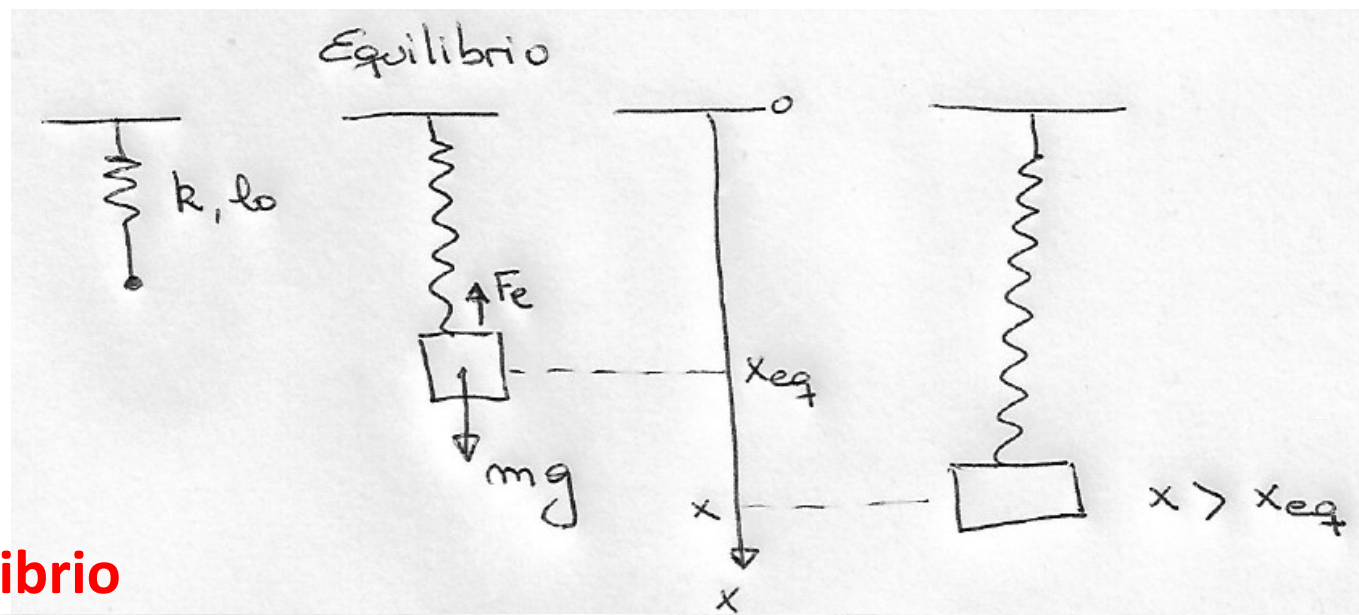 Equilibrio
k, lo
Fe
mg
o
xeq
x
x
x > xeq
ibrio